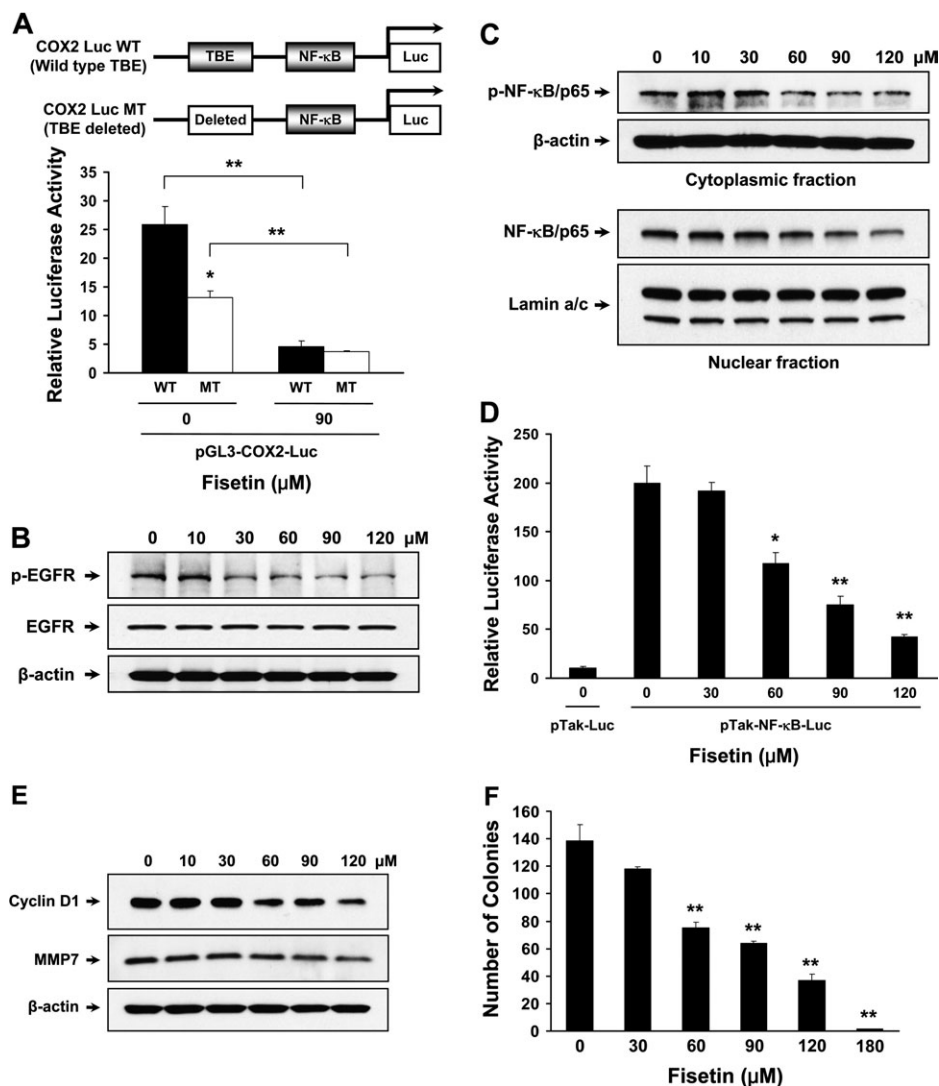 A
COX2 Luc WT
(Wild type TBE)
TBE
NF-κB
Luc
COX2 Luc MT
(TBE deleted)
Deleted
NF-κB
Luc
Relative Luciferase Activity
35
30
25
20
15
10
5
0
**
**
*
WT MT WT MT
0 90
pGL3-COX2-Luc
Fisetin (μM)
B
0 10 30 60 90 120 μM
p-EGFR
EGFR
β-actin
C
0 10 30 60 90 120 μM
p-NF-κB/p65
β-actin
Cytoplasmic fraction
NF-κB/p65
Lamin a/c
Nuclear fraction
D
Relative Luciferase Activity
250
200
150
100
50
0
*
**
**
0 0 30 60 90 120
pTak-Luc pTak-NF-κB-Luc
Fisetin (μM)
E
0 10 30 60 90 120 μM
Cyclin D1
MMP7
β-actin
F
Number of Colonies
160
140
120
100
80
60
40
20
0
**
**
**
**
0 30 60 90 120 180
Fisetin (μM)